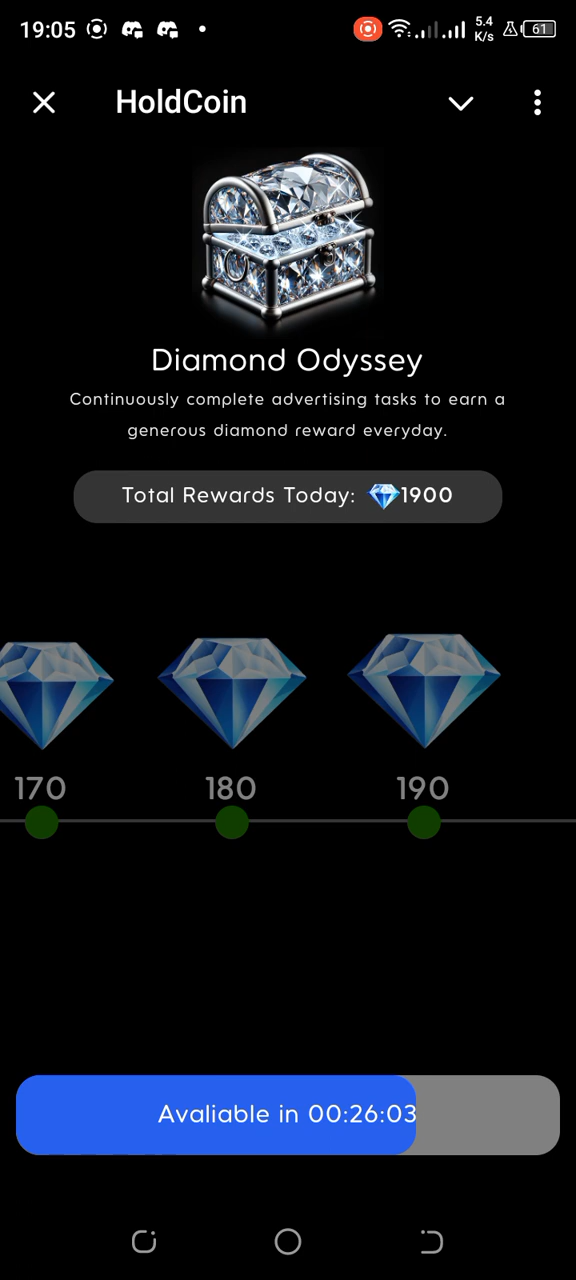 19:05
5.4
K/s
61
HoldCoin
Diamond Odyssey
Continuously complete advertising tasks to earn a
generous diamond reward everyday.
Total Rewards Today: 1900
170 180 190
Avaliable in 00:26:03